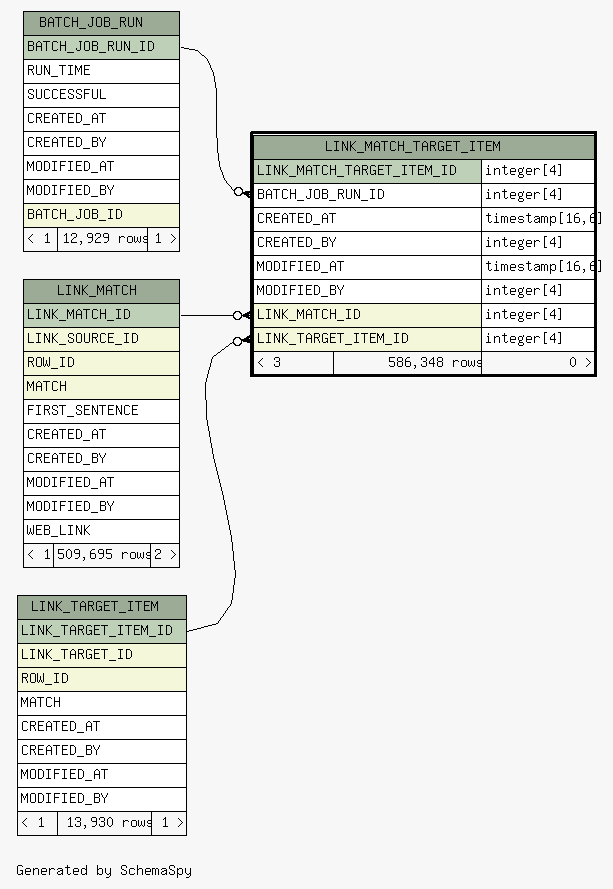 BATCH_JOB_RUN
BATCH_JOB_RUN_ID
RUN_TIME
SUCCESSFUL
CREATED_AT
CREATED_BY
MODIFIED_AT
MODIFIED_BY
BATCH_JOB_ID
< 1 12,929 rows 1 >
LINK_MATCH_TARGET_ITEM
LINK_MATCH_TARGET_ITEM_ID integer[4]
BATCH_JOB_RUN_ID integer[4]
CREATED_AT timestamp[16,6]
CREATED_BY integer[4]
MODIFIED_AT timestamp[16,6]
MODIFIED_BY integer[4]
LINK_MATCH_ID integer[4]
LINK_TARGET_ITEM_ID integer[4]
< 3 586,348 rows 0 >
LINK_MATCH
LINK_MATCH_ID
LINK_SOURCE_ID
ROW_ID
MATCH
FIRST_SENTENCE
CREATED_AT
CREATED_BY
MODIFIED_AT
MODIFIED_BY
WEB_LINK
< 1 509,695 rows 2 >
LINK_TARGET_ITEM
LINK_TARGET_ITEM_ID
LINK_TARGET_ID
ROW_ID
MATCH
CREATED_AT
CREATED_BY
MODIFIED_AT
MODIFIED_BY
< 1 13,930 rows 1 >
Generated by SchemaSpy